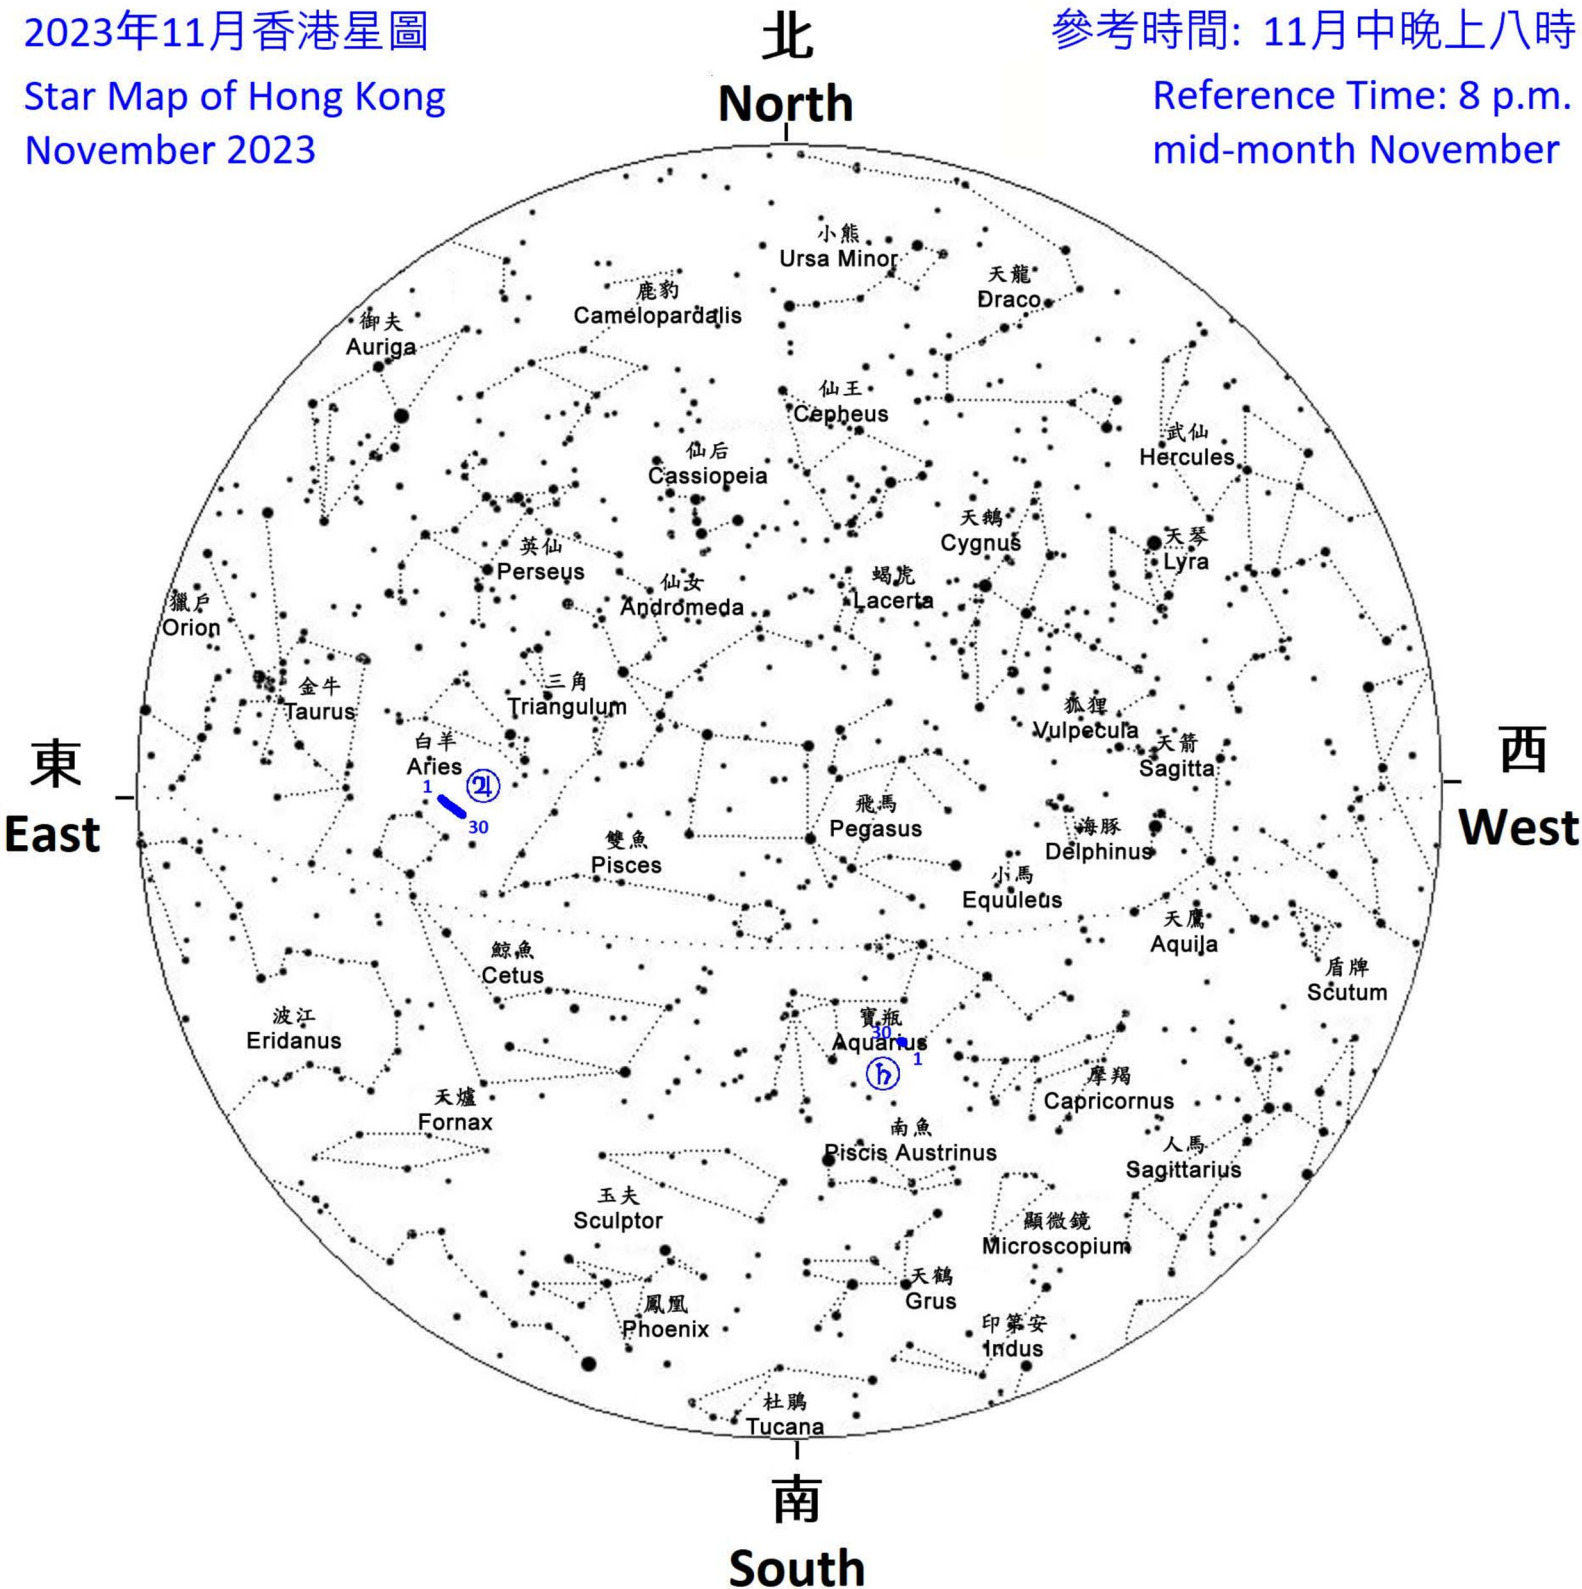 2023年11月香港星圖
Star Map of Hong Kong
November 2023
北
North
參考時間: 11月中晚上八時
Reference Time: 8 p.m.
mid-month November
小熊
Ursa Minor
天龍
Draco
鹿豹
Camelopardalis
御夫
Auriga
仙王
Cepheus
武仙
Hercules
仙后
Cassiopeia
天鵝
Cygnus
天琴
Lyra
英仙
Perseus
仙女
Andromeda
蝎虎
Lacerta
獵戶
Orion
金牛
Taurus
三角
Triangulum
狐狸
Vulpecula
天箭
Sagitta
白羊
Aries
1
♃
30
東
East
西
West
飛馬
Pegasus
海豚
Delphinus
雙魚
Pisces
小馬
Equuleus
天鷹
Aquila
鯨魚
Cetus
盾牌
Scutum
波江
Eridanus
寶瓶
30
Aquarius
1
♄
摩羯
Capricornus
天爐
Fornax
南魚
Piscis Austrinus
人馬
Sagittarius
玉夫
Sculptor
顯微鏡
Microscopium
天鶴
Grus
鳳凰
Phoenix
印第安
Indus
杜鵑
Tucana
南
South